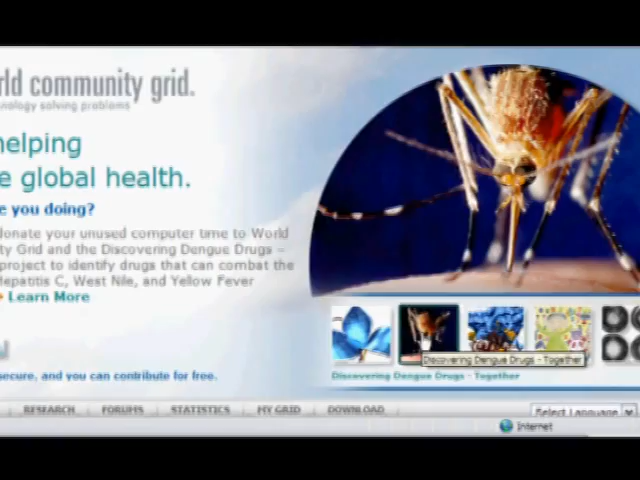 rld community grid.
nology solving problems
helping
e global health.
e you doing?
donate your unused computer time to World
ty Grid and the Discovering Dengue Drugs -
project to identify drugs that can combat the
Hepatitis C, West Nile, and Yellow Fever
Learn More
secure, and you can contribute for free.
Discovering Dengue Drugs - Together
Discovering Dengue Drugs - Together
RESEARCH | FORUMS | STATISTICS | MY GRID | DOWNLOAD
Select Language
Internet